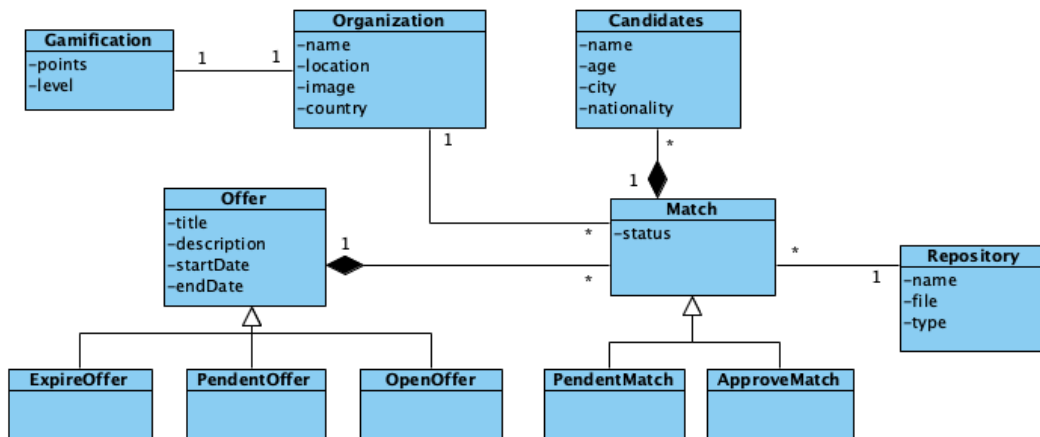 Gamification
-points
-level
1
1
Organization
-name
-location
-image
-country
1
Candidates
-name
-age
-city
-nationality
*
1
Offer
-title
-description
-startDate
-endDate
1
*
*
Match
-status
*
1
Repository
-name
-file
-type
ExpireOffer
PendentOffer
OpenOffer
PendentMatch
ApproveMatch